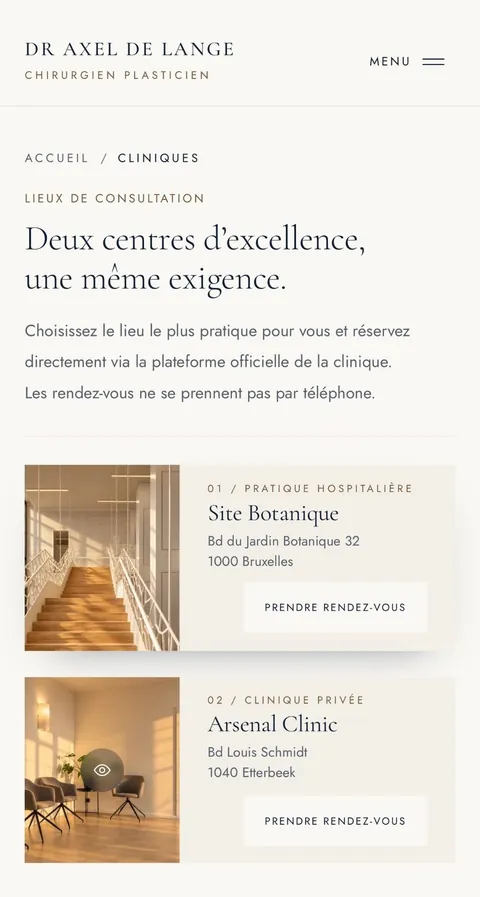 DR AXEL DE LANGE
CHIRURGIEN PLASTICIEN
MENU
ACCUEIL / CLINIQUES
LIEUX DE CONSULTATION
Deux centres d’excellence,
une même exigence.
Choisissez le lieu le plus pratique pour vous et réservez
directement via la plateforme officielle de la clinique.
Les rendez-vous ne se prennent pas par téléphone.
01 / PRATIQUE HOSPITALIÈRE
Site Botanique
Bd du Jardin Botanique 32
1000 Bruxelles
PRENDRE RENDEZ-VOUS
02 / CLINIQUE PRIVÉE
Arsenal Clinic
Bd Louis Schmidt
1040 Etterbeek
PRENDRE RENDEZ-VOUS